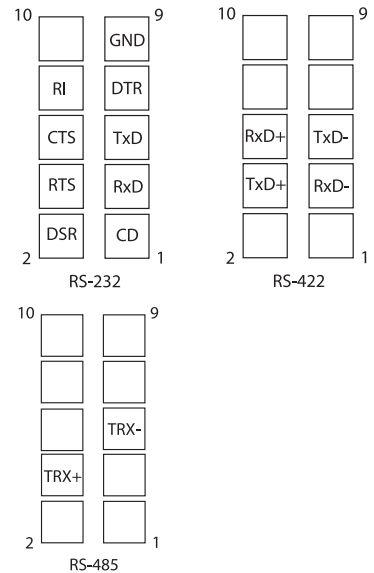 10 9
GND
RI DTR
CTS TxD
RTS RxD
DSR CD
2 1
RS-232
10 9
RxD+ TxD-
TxD+ RxD-
2 1
RS-422
10 9
TRX-
TRX+
2 1
RS-485